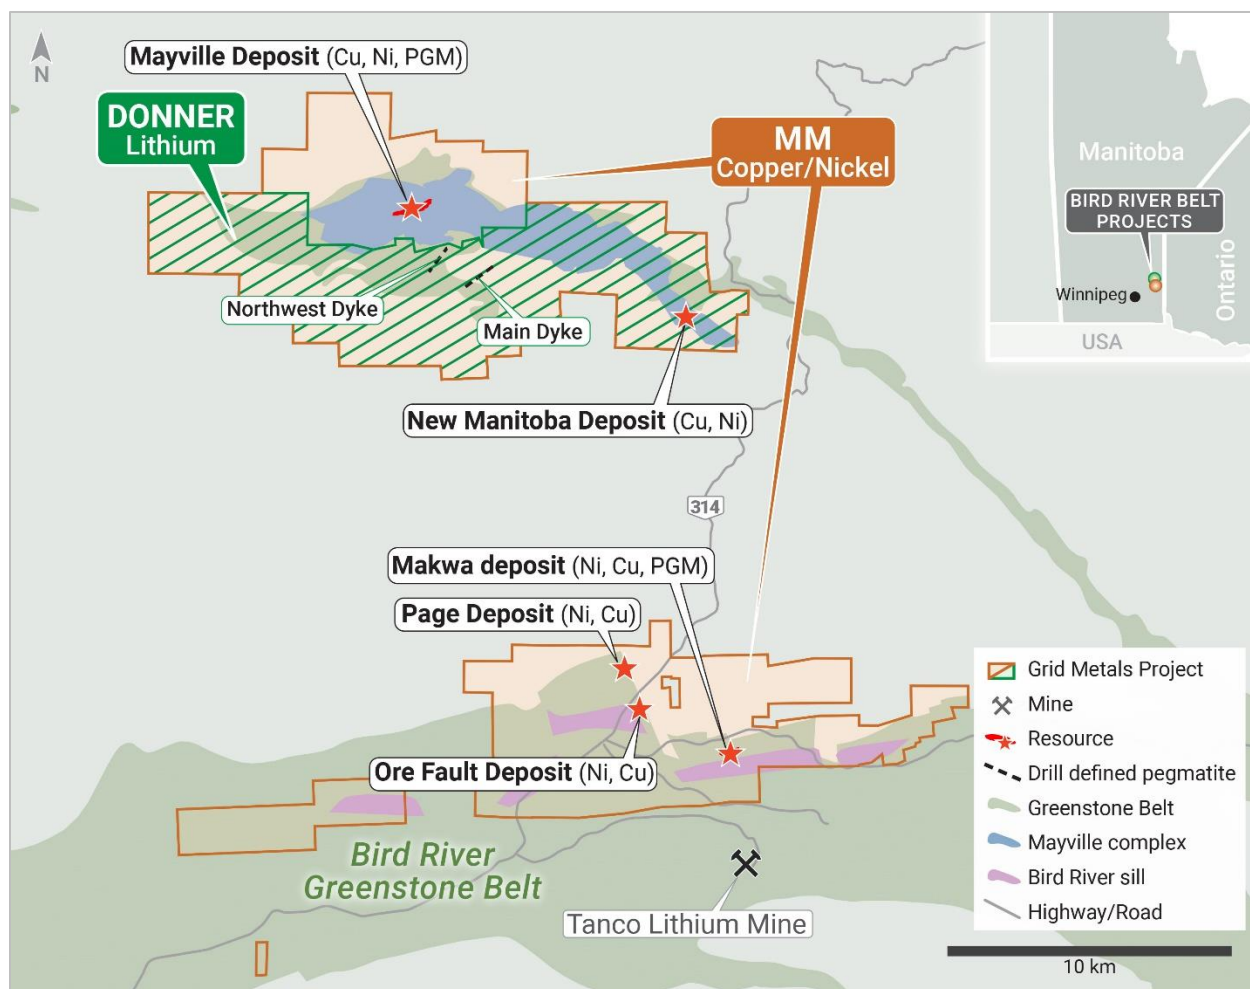 N
Mayville Deposit (Cu, Ni, PGM)
DONNER
Lithium
MM
Copper/Nickel
Manitoba
BIRD RIVER BELT
PROJECTS
Winnipeg
Ontario
USA
Northwest Dyke
Main Dyke
New Manitoba Deposit (Cu, Ni)
314
Makwa deposit (Ni, Cu, PGM)
Page Deposit (Ni, Cu)
Ore Fault Deposit (Ni, Cu)
Bird River
Greenstone Belt
Tanco Lithium Mine
Grid Metals Project
Mine
Resource
Drill defined pegmatite
Greenstone Belt
Mayville complex
Bird River sill
Highway/Road
10 km